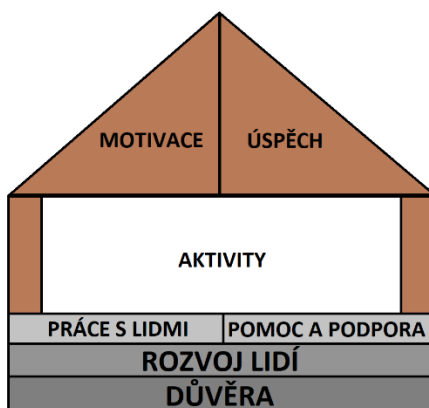 MOTIVACE ÚSPĚCH
AKTIVITY
PRÁCE S LIDMI POMOC A PODPORA
ROZVOJ LIDÍ
DŮVĚRA